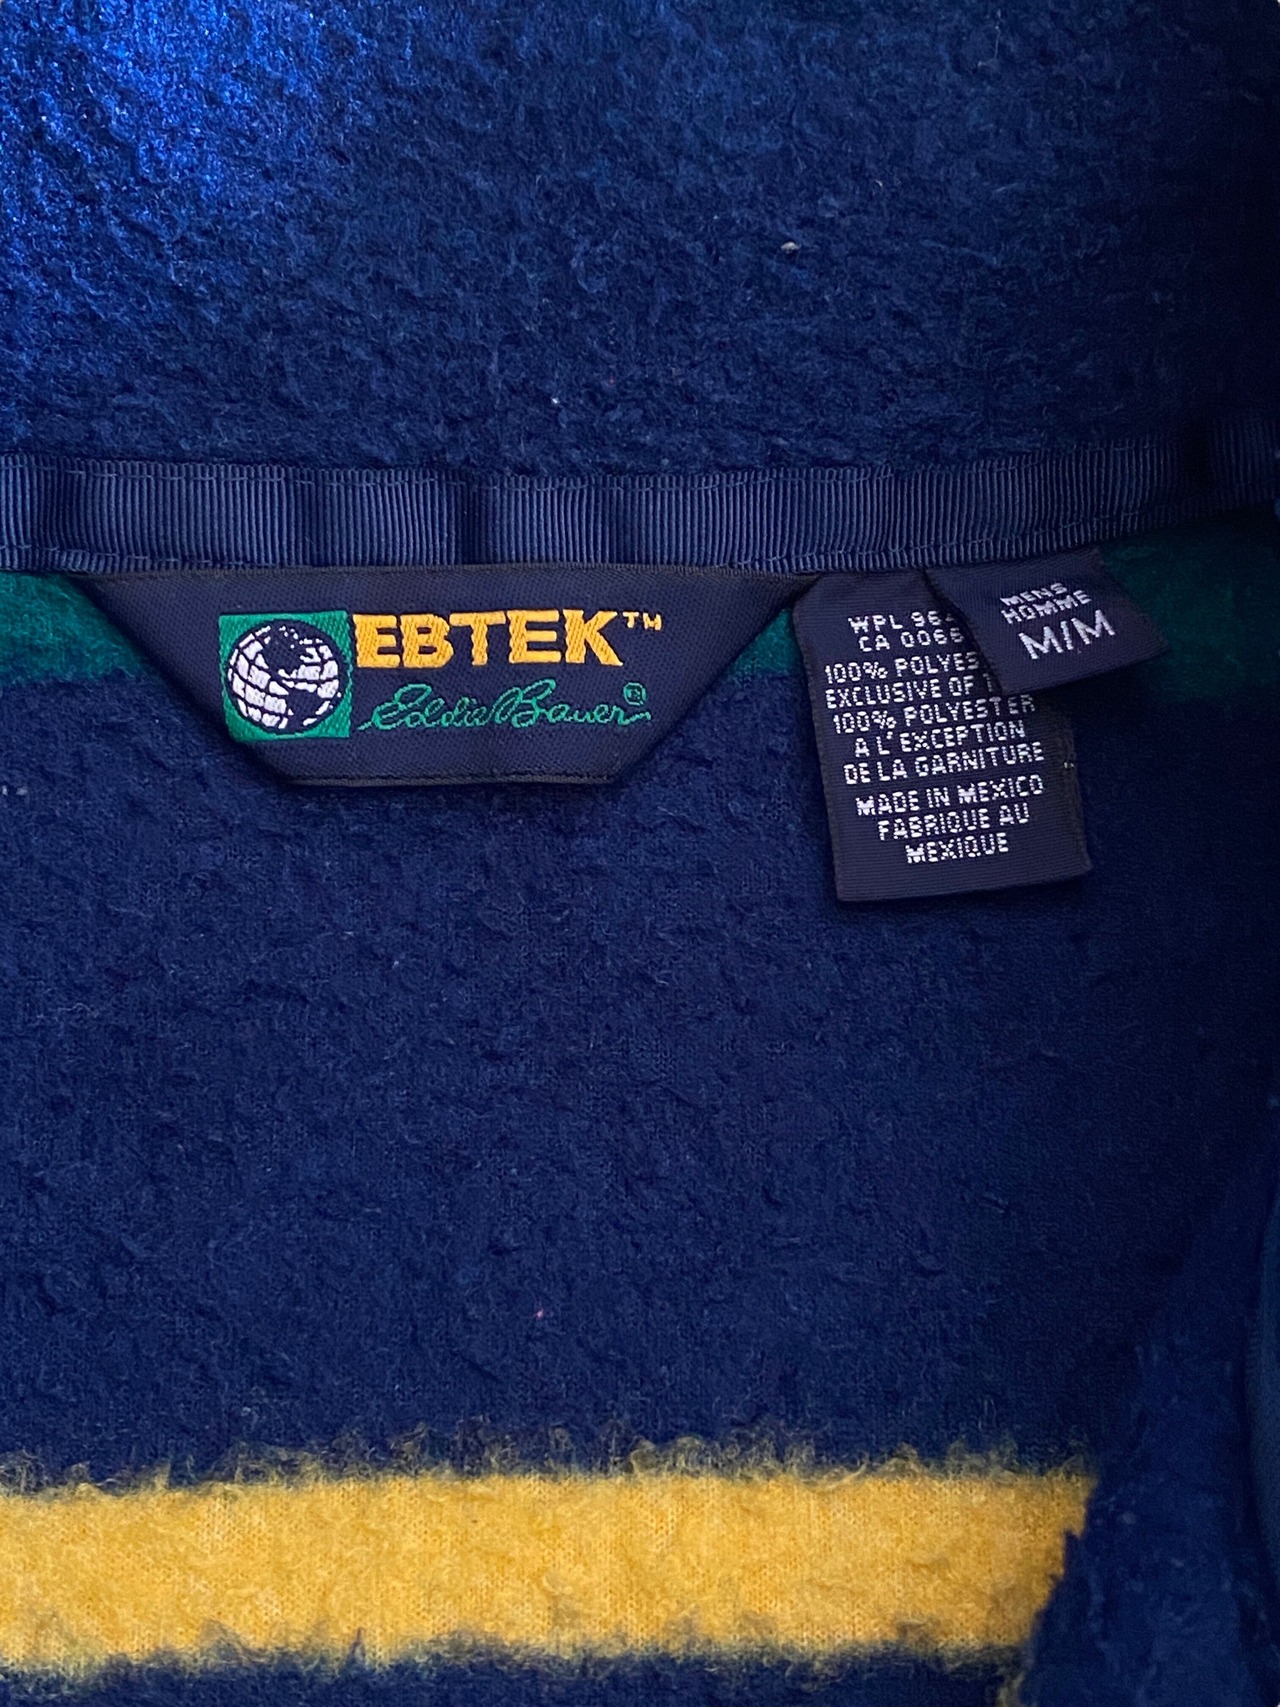 EBTEK™
Eddie Bauer®
MENS
HOMME
M/M
WPL
CA
100%
EXCLUSIVE OF
100% POLYESTER
A L'EXCEPTION
DE LA GARNITURE
MADE IN MEXICO
FABRIQUE AU
MEXIQUE